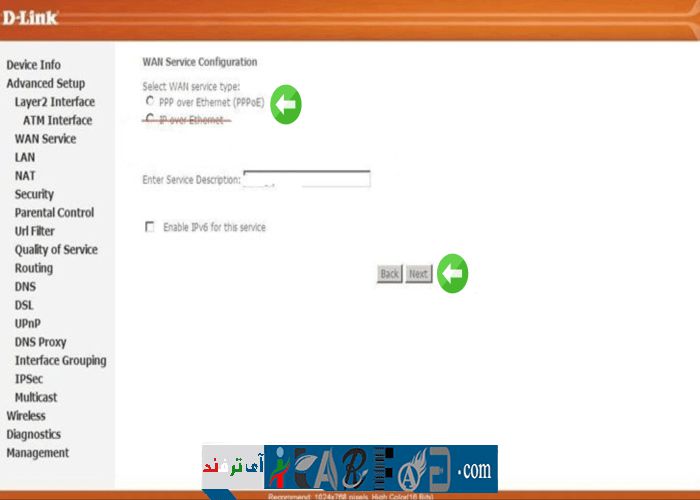 D-Link
Device Info
Advanced Setup
Layer2 Interface
ATM Interface
WAN Service
LAN
NAT
Security
Parental Control
Url Filter
Quality of Service
Routing
DNS
DSL
UPnP
DNS Proxy
Interface Grouping
IPSec
Multicast
Wireless
Diagnostics
Management
WAN Service Configuration
Select WAN service type:
PPP over Ethernet (PPPoE)
IP over Ethernet
Enter Service Description:
Enable IPv6 for this service
Back Next
آی ترفند
.com
Recommend: 1024x768 pixels, High Color(16 Bits)